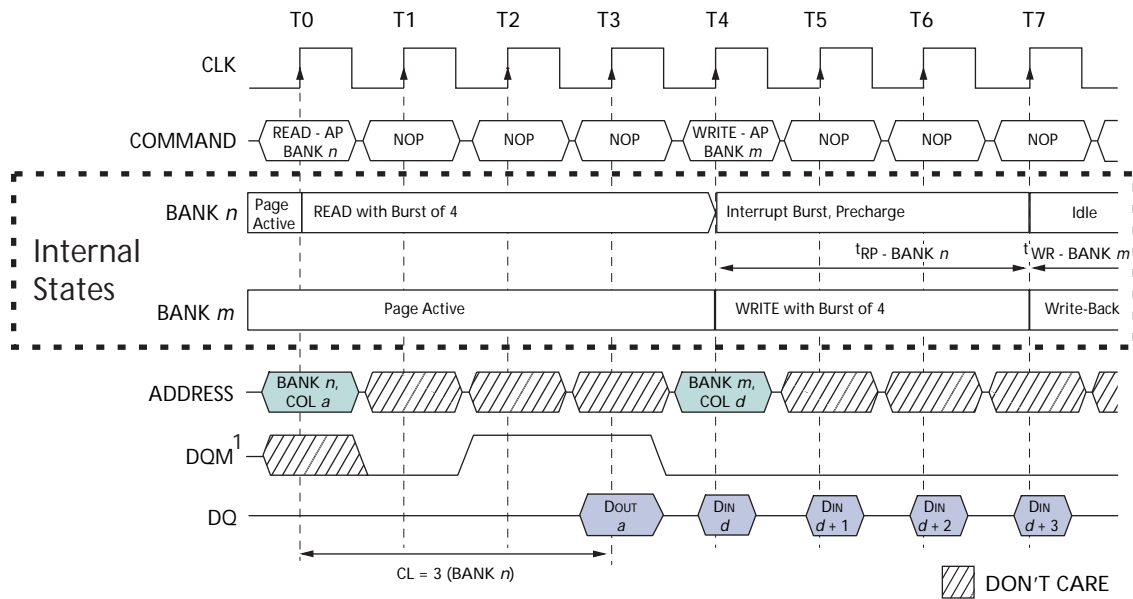 T0 T1 T2 T3 T4 T5 T6 T7
CLK
COMMAND
READ - AP
BANK n
NOP
NOP
NOP
WRITE - AP
BANK m
NOP
NOP
NOP
Internal
States
BANK n
Page
Active
READ with Burst of 4
Interrupt Burst, Precharge
Idle
tRP - BANK n
tWR - BANK m
BANK m
Page Active
WRITE with Burst of 4
Write-Back
ADDRESS
BANK n,
COL a
BANK m,
COL d
DQM1
DQ
DOUT
a
DIN
d
DIN
d + 1
DIN
d + 2
DIN
d + 3
CL = 3 (BANK n)
DON'T CARE